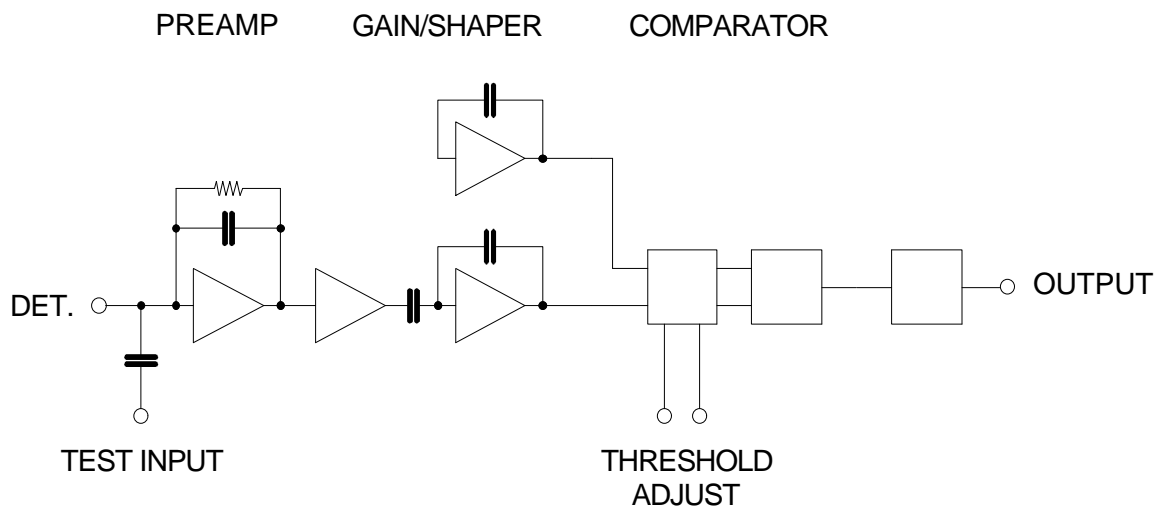 PREAMP
GAIN/SHAPER
COMPARATOR
DET.
OUTPUT
TEST INPUT
THRESHOLD
ADJUST